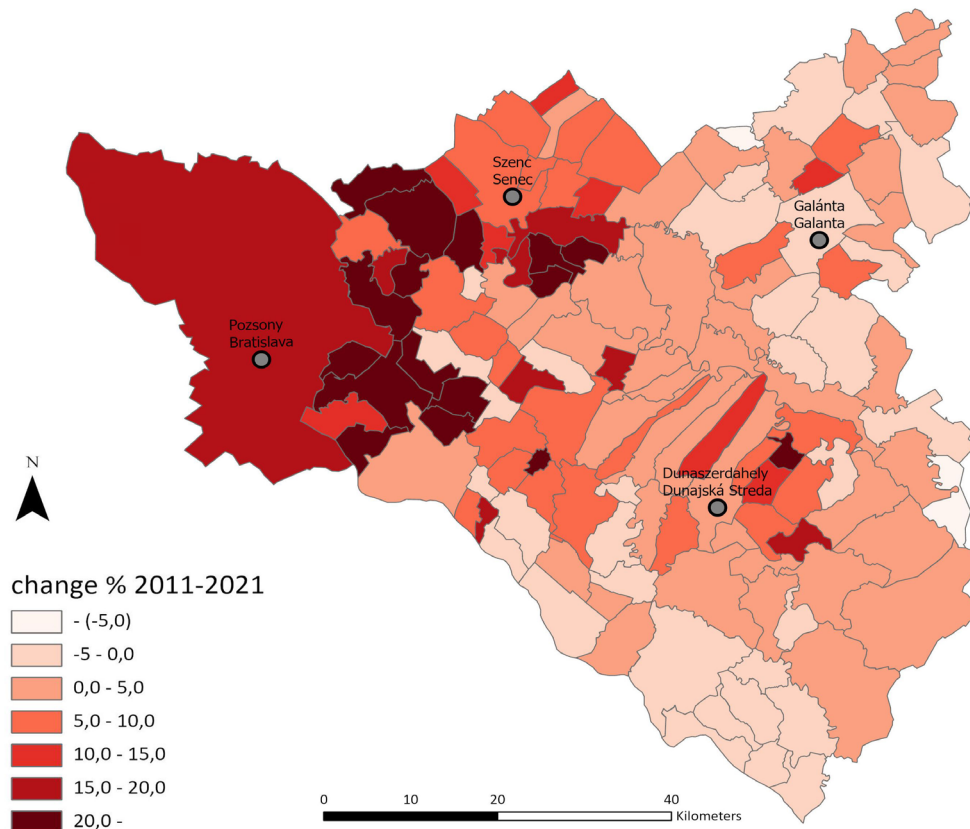 Szenc
Senec
Galánta
Galanta
Pozsony
Bratislava
N
Dunaszerdahely
Dunajská Streda
change % 2011-2021
- (-5,0)
-5 - 0,0
0,0 - 5,0
5,0 - 10,0
10,0 - 15,0
15,0 - 20,0
20,0 -
0 10 20 40
Kilometers